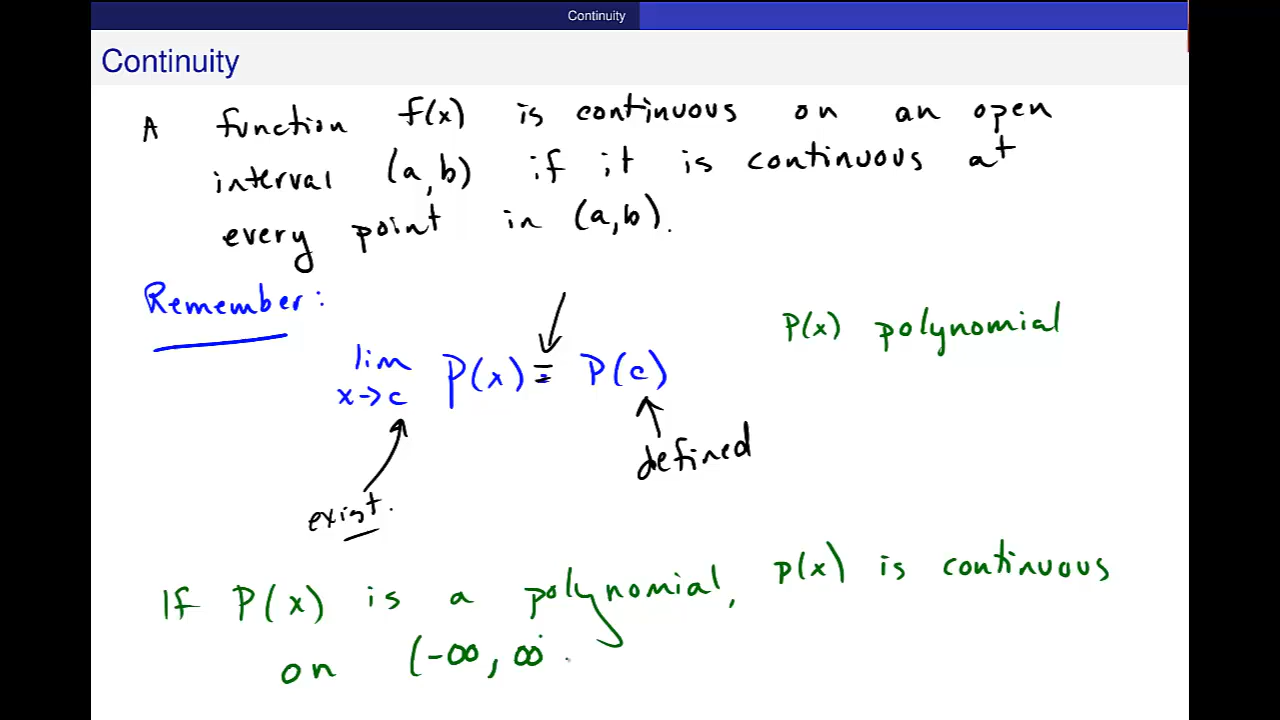 Continuity
Continuity
A function f(x) is continuous on an open
interval (a,b) if it is continuous at
every point in (a,b).
Remember:
P(x) polynomial
lim P(x) = P(c)
x→c
defined
exist.
If P(x) is a polynomial, p(x) is continuous
on (-∞, ∞